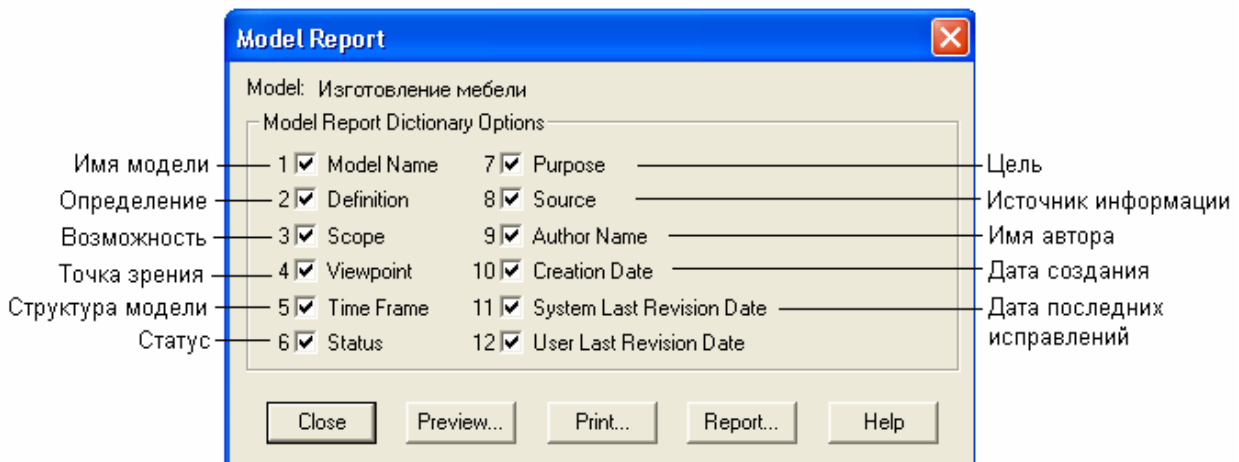 Model Report
Model: Изготовление мебели
Model Report Dictionary Options
Имя модели 1 Model Name 7 Purpose Цель
Определение 2 Definition 8 Source Источник информации
Возможность 3 Scope 9 Author Name Имя автора
Точка зрения 4 Viewpoint 10 Creation Date Дата создания
Структура модели 5 Time Frame 11 System Last Revision Date Дата последних
Статус 6 Status 12 User Last Revision Date исправлений
Close Preview... Print... Report... Help